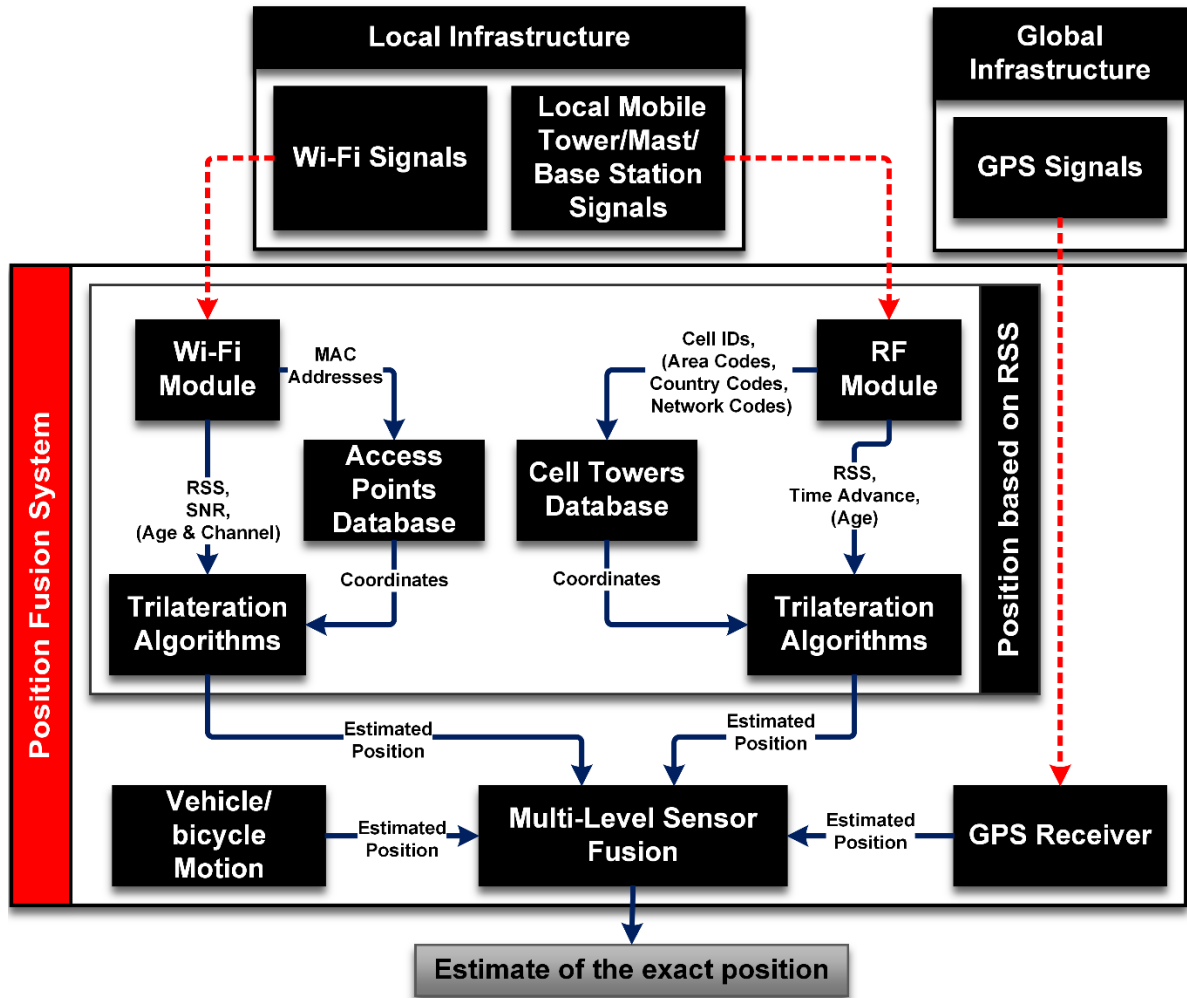 Local Infrastructure
Wi-Fi Signals
Local Mobile
Tower/Mast/
Base Station
Signals
Global
Infrastructure
GPS Signals
Position Fusion System
Position based on RSS
Wi-Fi
Module
MAC
Addresses
Cell IDs,
(Area Codes,
Country Codes,
Network Codes)
RF
Module
Access
Points
Database
Cell Towers
Database
RSS,
SNR,
(Age & Channel)
RSS,
Time Advance,
(Age)
Coordinates
Coordinates
Trilateration
Algorithms
Trilateration
Algorithms
Estimated
Position
Estimated
Position
Vehicle/
bicycle
Motion
Estimated
Position
Multi-Level Sensor
Fusion
Estimated
Position
GPS Receiver
Estimate of the exact position